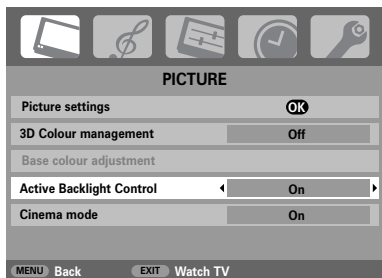 PICTURE
Picture settings OK
3D Colour management Off
Base colour adjustment
Active Backlight Control On
Cinema mode On
MENU Back EXIT Watch TV